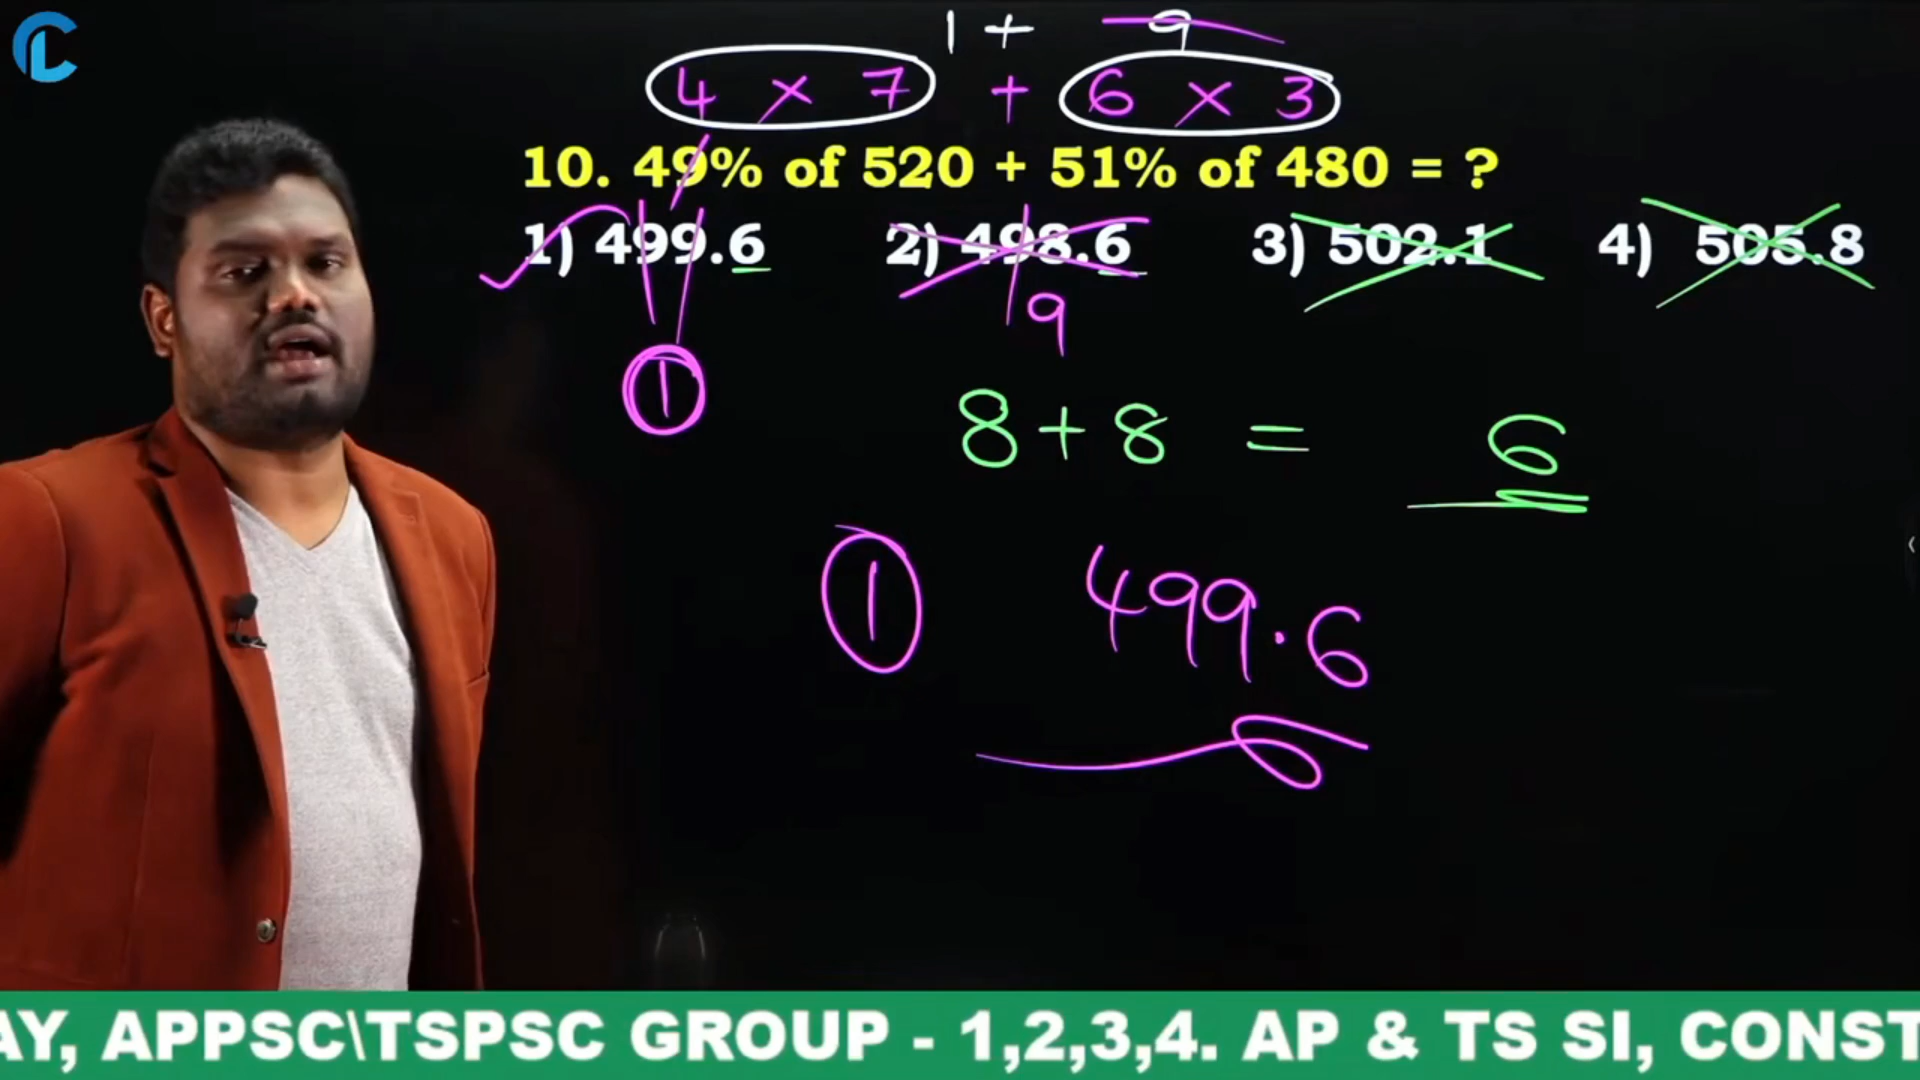 1 + 9
4 × 7 + 6 × 3
10. 49% of 520 + 51% of 480 = ?
1) 499.6 2) 498.6 3) 502.1 4) 505.8
9
1
8 + 8 = 6
1 499.6
AY, APPSC\TSPSC GROUP - 1,2,3,4. AP & TS SI, CONST